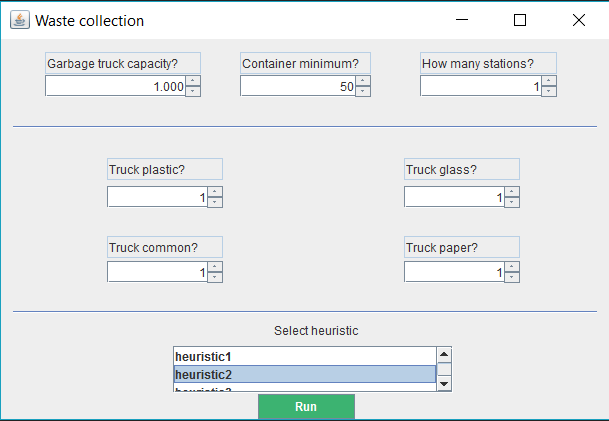 Waste collection
Garbage truck capacity? Container minimum? How many stations?
1.000 50 1
Truck plastic? Truck glass?
1 1
Truck common? Truck paper?
1 1
Select heuristic
heuristic1
heuristic2
Run